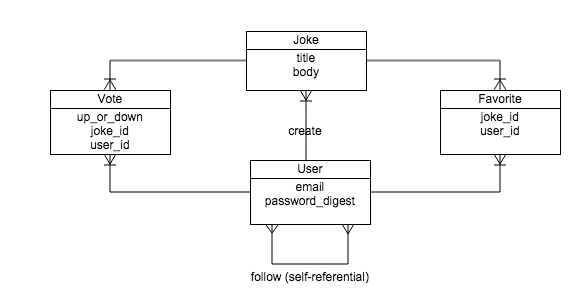 Joke
title
body
Vote
up_or_down
joke_id
user_id
Favorite
joke_id
user_id
create
User
email
password_digest
follow (self-referential)